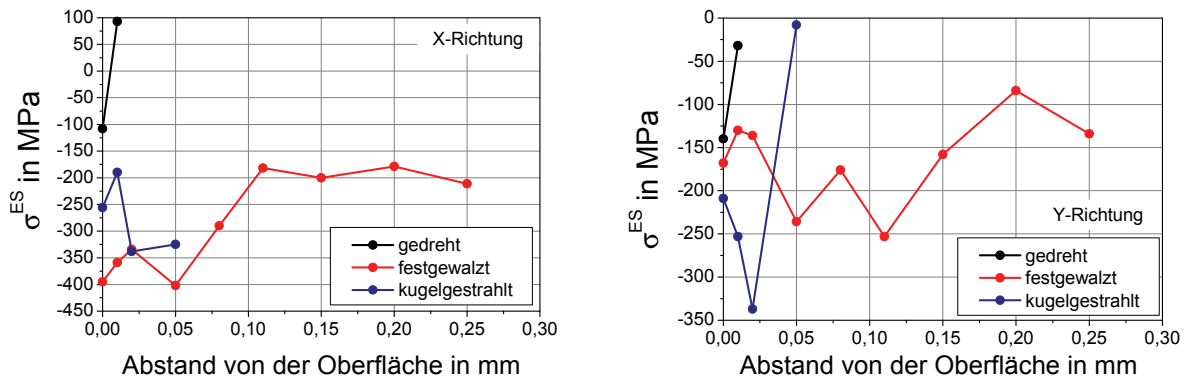 100
50
0
-50
-100
-150
-200
-250
-300
-350
-400
-450
σ^ES in MPa
X-Richtung
gedreht
festgewalzt
kugelgestrahlt
0,00 0,05 0,10 0,15 0,20 0,25 0,30
Abstand von der Oberfläche in mm
0
-50
-100
-150
-200
-250
-300
-350
σ^ES in MPa
Y-Richtung
gedreht
festgewalzt
kugelgestrahlt
0,00 0,05 0,10 0,15 0,20 0,25 0,30
Abstand von der Oberfläche in mm